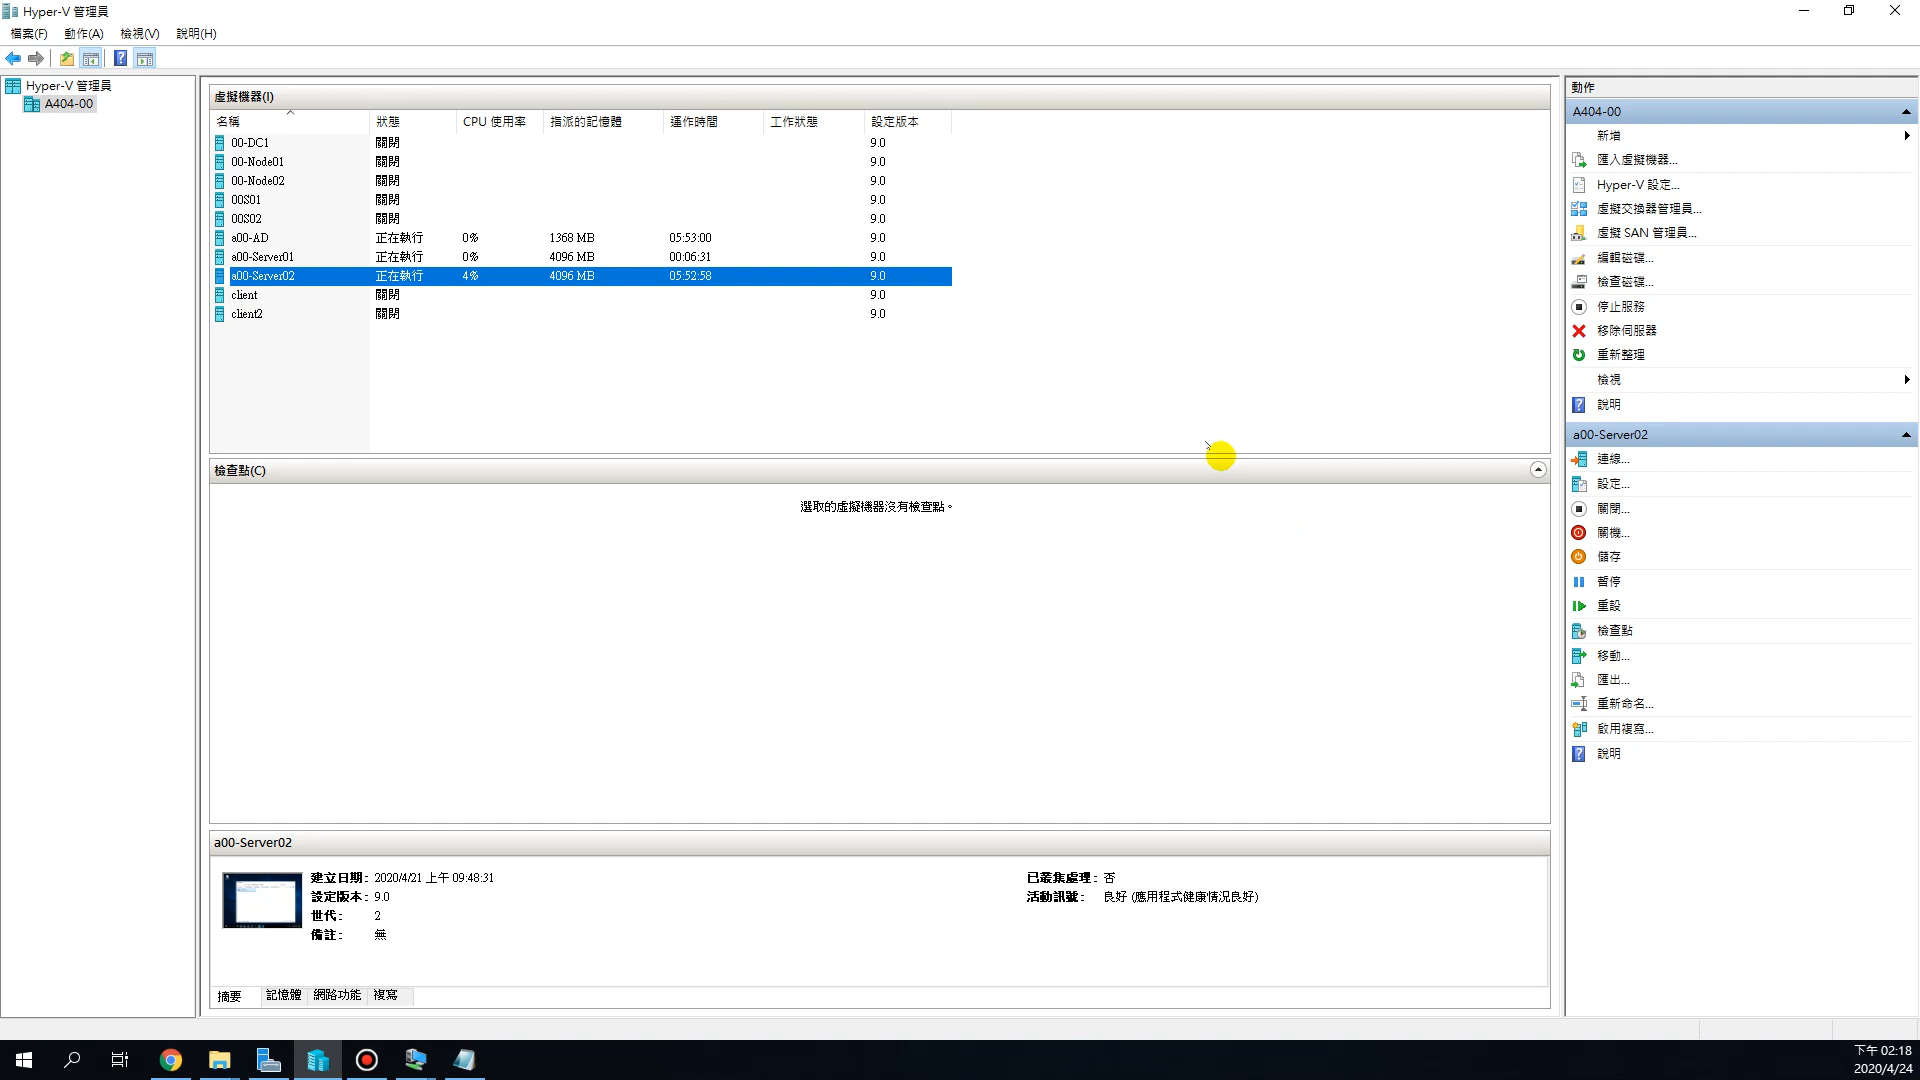 Hyper-V 管理員
檔案(F) 動作(A) 檢視(V) 說明(H)
Hyper-V 管理員
A404-00
虛擬機器(I)
名稱 狀態 CPU 使用率 指派的記憶體 運作時間 工作狀態 設定版本
00-DC1 關閉 9.0
00-Node01 關閉 9.0
00-Node02 關閉 9.0
00S01 關閉 9.0
00S02 關閉 9.0
a00-AD 正在執行 0% 1368 MB 05:53:00 9.0
a00-Server01 正在執行 0% 4096 MB 00:06:31 9.0
a00-Server02 正在執行 4% 4096 MB 05:52:58 9.0
client 關閉 9.0
client2 關閉 9.0
檢查點(C)
選取的虛擬機器沒有檢查點。
a00-Server02
建立日期: 2020/4/21 上午 09:48:31
設定版本: 9.0
世代: 2
備註: 無
已叢集處理: 否
活動訊號: 良好 (應用程式健康情況良好)
摘要 記憶體 網路功能 複寫
動作
A404-00
新增
匯入虛擬機器...
Hyper-V 設定...
虛擬交換器管理員...
虛擬 SAN 管理員...
編輯磁碟...
檢查磁碟...
停止服務
移除伺服器
重新整理
檢視
說明
a00-Server02
連線...
設定...
關閉...
關機...
儲存
暫停
重設
檢查點
移動...
匯出...
重新命名...
啟用複寫...
說明
下午 02:18
2020/4/24